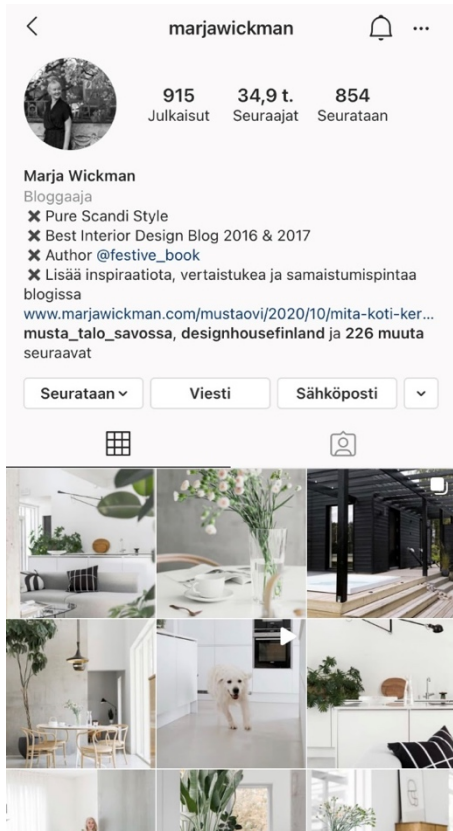 marjawickman
915 34,9 t. 854
Julkaisut Seuraajat Seurataan
Marja Wickman
Bloggaaja
✖ Pure Scandi Style
✖ Best Interior Design Blog 2016 & 2017
✖ Author @festive_book
✖ Lisää inspiraatiota, vertaistukea ja samaistumispintaa
blogissa
www.marjawickman.com/mustaovi/2020/10/mita-koti-ker...
musta_talo_savossa, designhousefinland ja 226 muuta
seuraavat
Seurataan Viesti Sähköposti